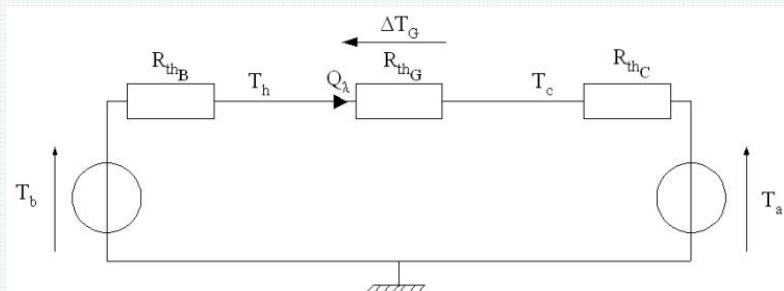 ΔT_G
R_th_B T_h Q_λ R_th_G T_c R_th_C
T_b T_a